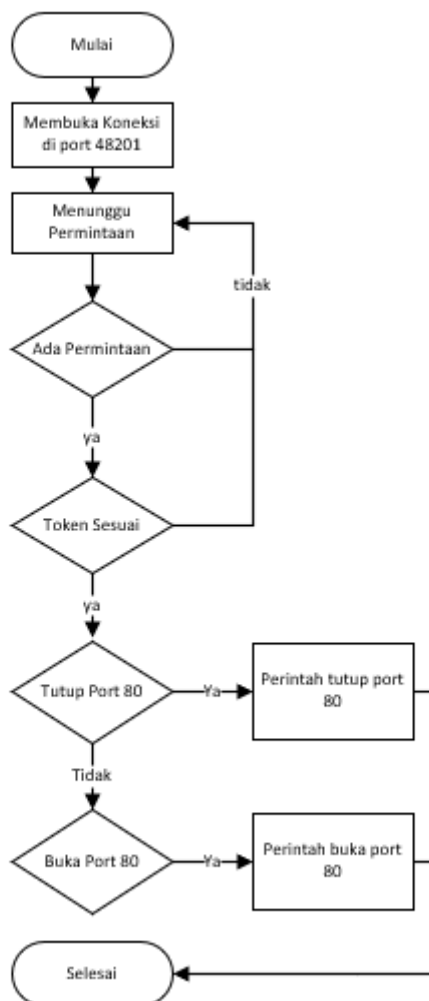 Mulai
Membuka Koneksi
di port 48201
Menunggu
Permintaan
tidak
Ada Permintaan
ya
Token Sesuai
ya
Tutup Port 80
Ya
Perintah tutup port
80
Tidak
Buka Port 80
Ya
Perintah buka port
80
Selesai